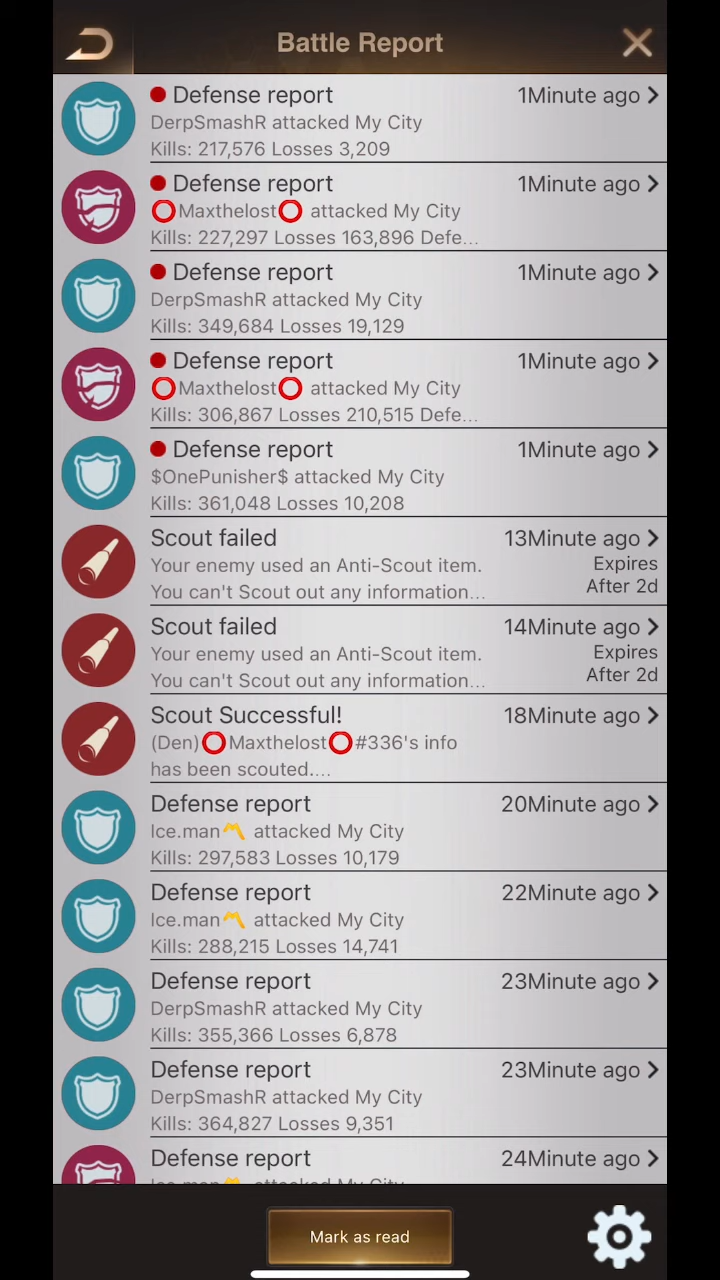 Battle Report
Defense report 1Minute ago
DerpSmashR attacked My City
Kills: 217,576 Losses 3,209
Defense report 1Minute ago
⭕Maxthelost⭕ attacked My City
Kills: 227,297 Losses 163,896 Defe...
Defense report 1Minute ago
DerpSmashR attacked My City
Kills: 349,684 Losses 19,129
Defense report 1Minute ago
⭕Maxthelost⭕ attacked My City
Kills: 306,867 Losses 210,515 Defe...
Defense report 1Minute ago
$OnePunisher$ attacked My City
Kills: 361,048 Losses 10,208
Scout failed 13Minute ago
Your enemy used an Anti-Scout item. Expires
You can't Scout out any information... After 2d
Scout failed 14Minute ago
Your enemy used an Anti-Scout item. Expires
You can't Scout out any information... After 2d
Scout Successful! 18Minute ago
(Den)⭕Maxthelost⭕#336's info
has been scouted....
Defense report 20Minute ago
Ice.man〽️ attacked My City
Kills: 297,583 Losses 10,179
Defense report 22Minute ago
Ice.man〽️ attacked My City
Kills: 288,215 Losses 14,741
Defense report 23Minute ago
DerpSmashR attacked My City
Kills: 355,366 Losses 6,878
Defense report 23Minute ago
DerpSmashR attacked My City
Kills: 364,827 Losses 9,351
Defense report 24Minute ago
Ice.man〽️ attacked My City
Mark as read